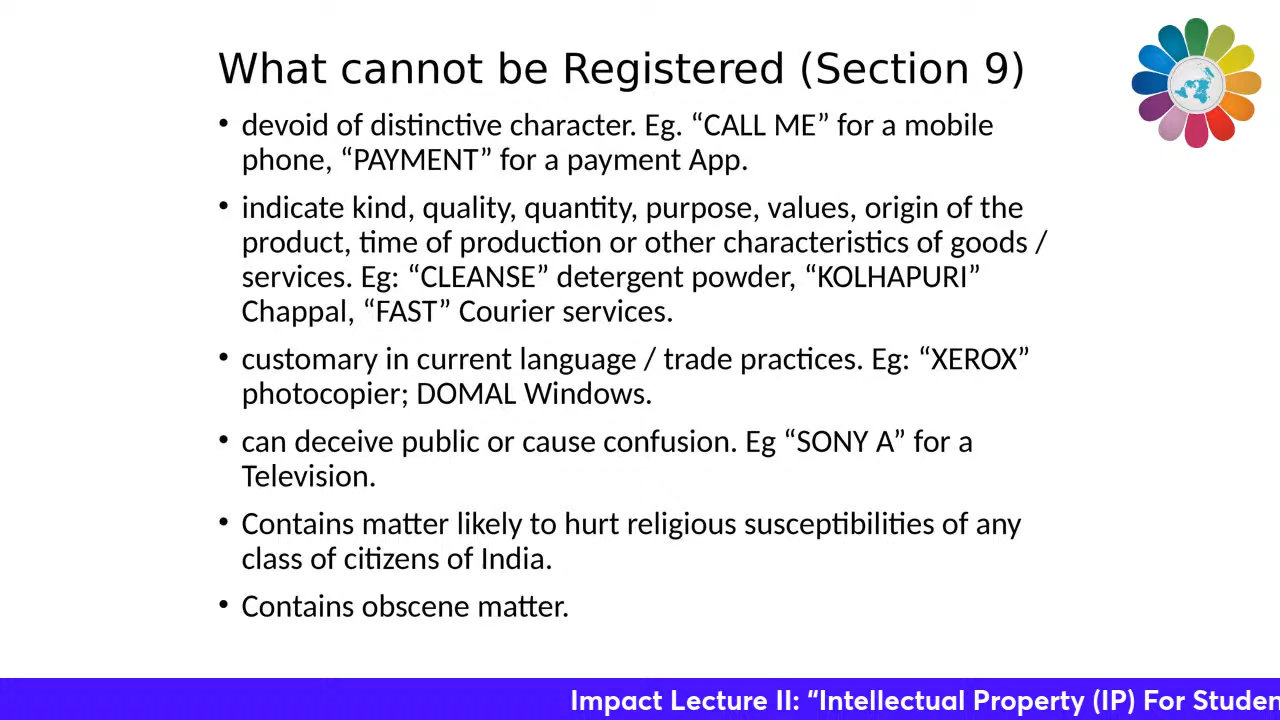 What cannot be Registered (Section 9)
• devoid of distinctive character. Eg. “CALL ME” for a mobile
phone, “PAYMENT” for a payment App.
• indicate kind, quality, quantity, purpose, values, origin of the
product, time of production or other characteristics of goods /
services. Eg: “CLEANSE” detergent powder, “KOLHAPURI”
Chappal, “FAST” Courier services.
• customary in current language / trade practices. Eg: “XEROX”
photocopier; DOMAL Windows.
• can deceive public or cause confusion. Eg “SONY A” for a
Television.
• Contains matter likely to hurt religious susceptibilities of any
class of citizens of India.
• Contains obscene matter.
Impact Lecture II: “Intellectual Property (IP) For Studen